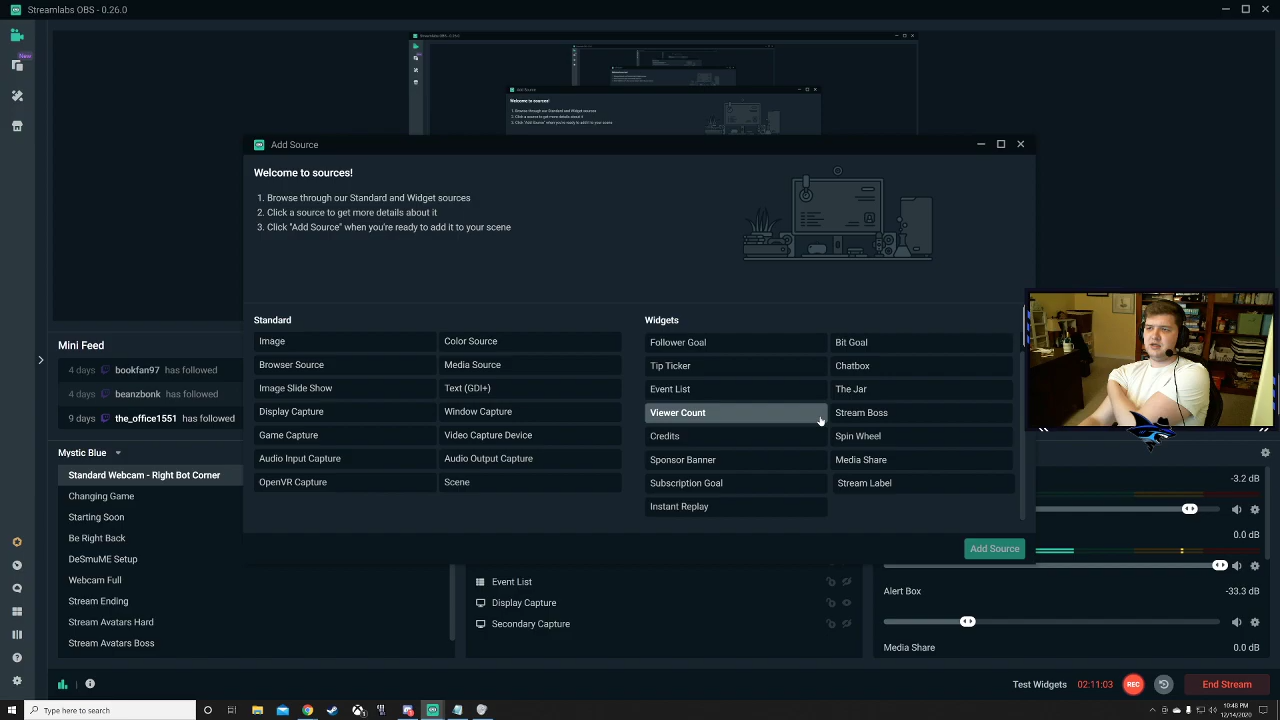 Streamlabs OBS - 0.26.0
New
Add Source
Welcome to sources!
1. Browse through our Standard and Widget sources
2. Click a source to get more details about it
3. Click "Add Source" when you're ready to add it to your scene
Standard
Image
Color Source
Browser Source
Media Source
Image Slide Show
Text (GDI+)
Display Capture
Window Capture
Game Capture
Video Capture Device
Audio Input Capture
Audio Output Capture
OpenVR Capture
Scene
Widgets
Follower Goal
Bit Goal
Tip Ticker
Chatbox
Event List
The Jar
Viewer Count
Stream Boss
Credits
Spin Wheel
Sponsor Banner
Media Share
Subscription Goal
Stream Label
Instant Replay
Add Source
Mini Feed
4 days bookfan97 has followed
4 days beanzbonk has followed
9 days the_office1551 has followed
Mystic Blue
Standard Webcam - Right Bot Corner
Changing Game
Starting Soon
Be Right Back
DeSmuME Setup
Webcam Full
Stream Ending
Stream Avatars Hard
Stream Avatars Boss
Event List
Display Capture
Secondary Capture
-3.2 dB
0.0 dB
Alert Box -33.3 dB
Media Share 0.0 dB
Test Widgets 02:11:03 REC End Stream
Type here to search
10:48 PM
12/14/2020